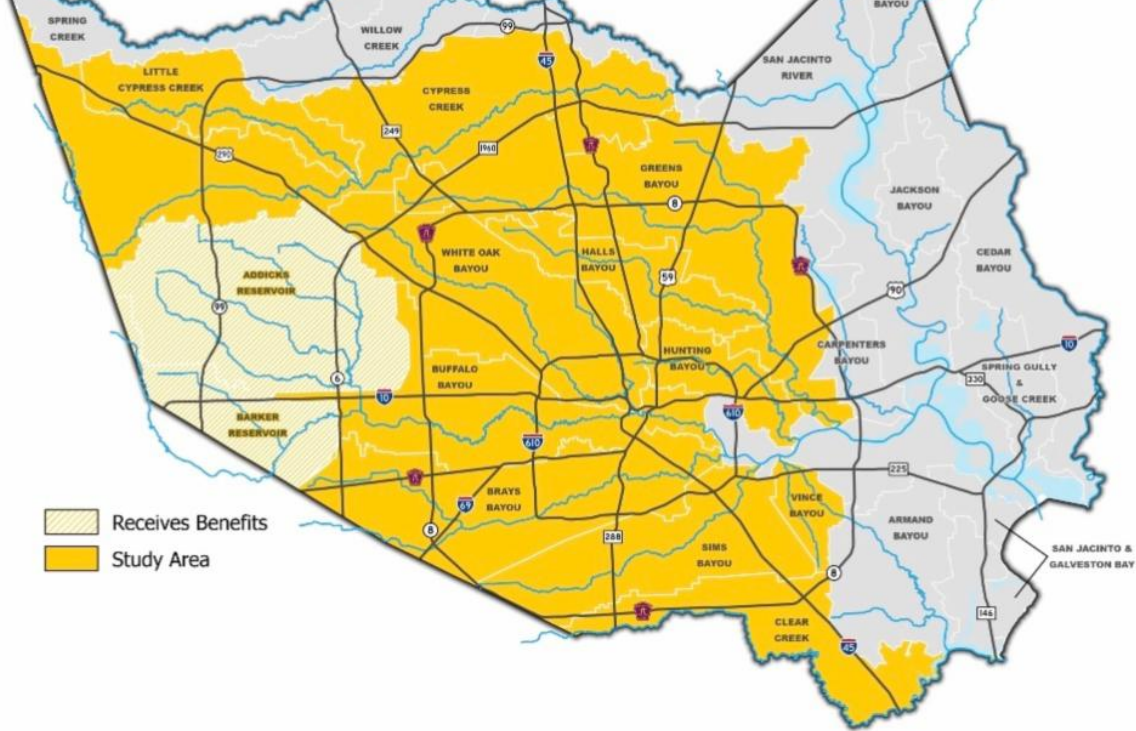 BAYOU
SPRING
CREEK
WILLOW
CREEK
99
45
SAN JACINTO
RIVER
LITTLE
CYPRESS CREEK
CYPRESS
CREEK
249
1960
290
GREENS
BAYOU
JACKSON
BAYOU
8
WHITE OAK
BAYOU
HALLS
BAYOU
CEDAR
BAYOU
ADDICKS
RESERVOIR
59
90
99
HUNTING
BAYOU
CARPENTERS
BAYOU
10
BUFFALO
BAYOU
6
330
SPRING GULLY
&
GOOSE CREEK
10
610
BARKER
RESERVOIR
610
225
BRAYS
BAYOU
69
VINCE
BAYOU
Receives Benefits
ARMAND
BAYOU
8
288
Study Area
SIMS
BAYOU
SAN JACINTO &
GALVESTON BAY
8
146
CLEAR
CREEK
45